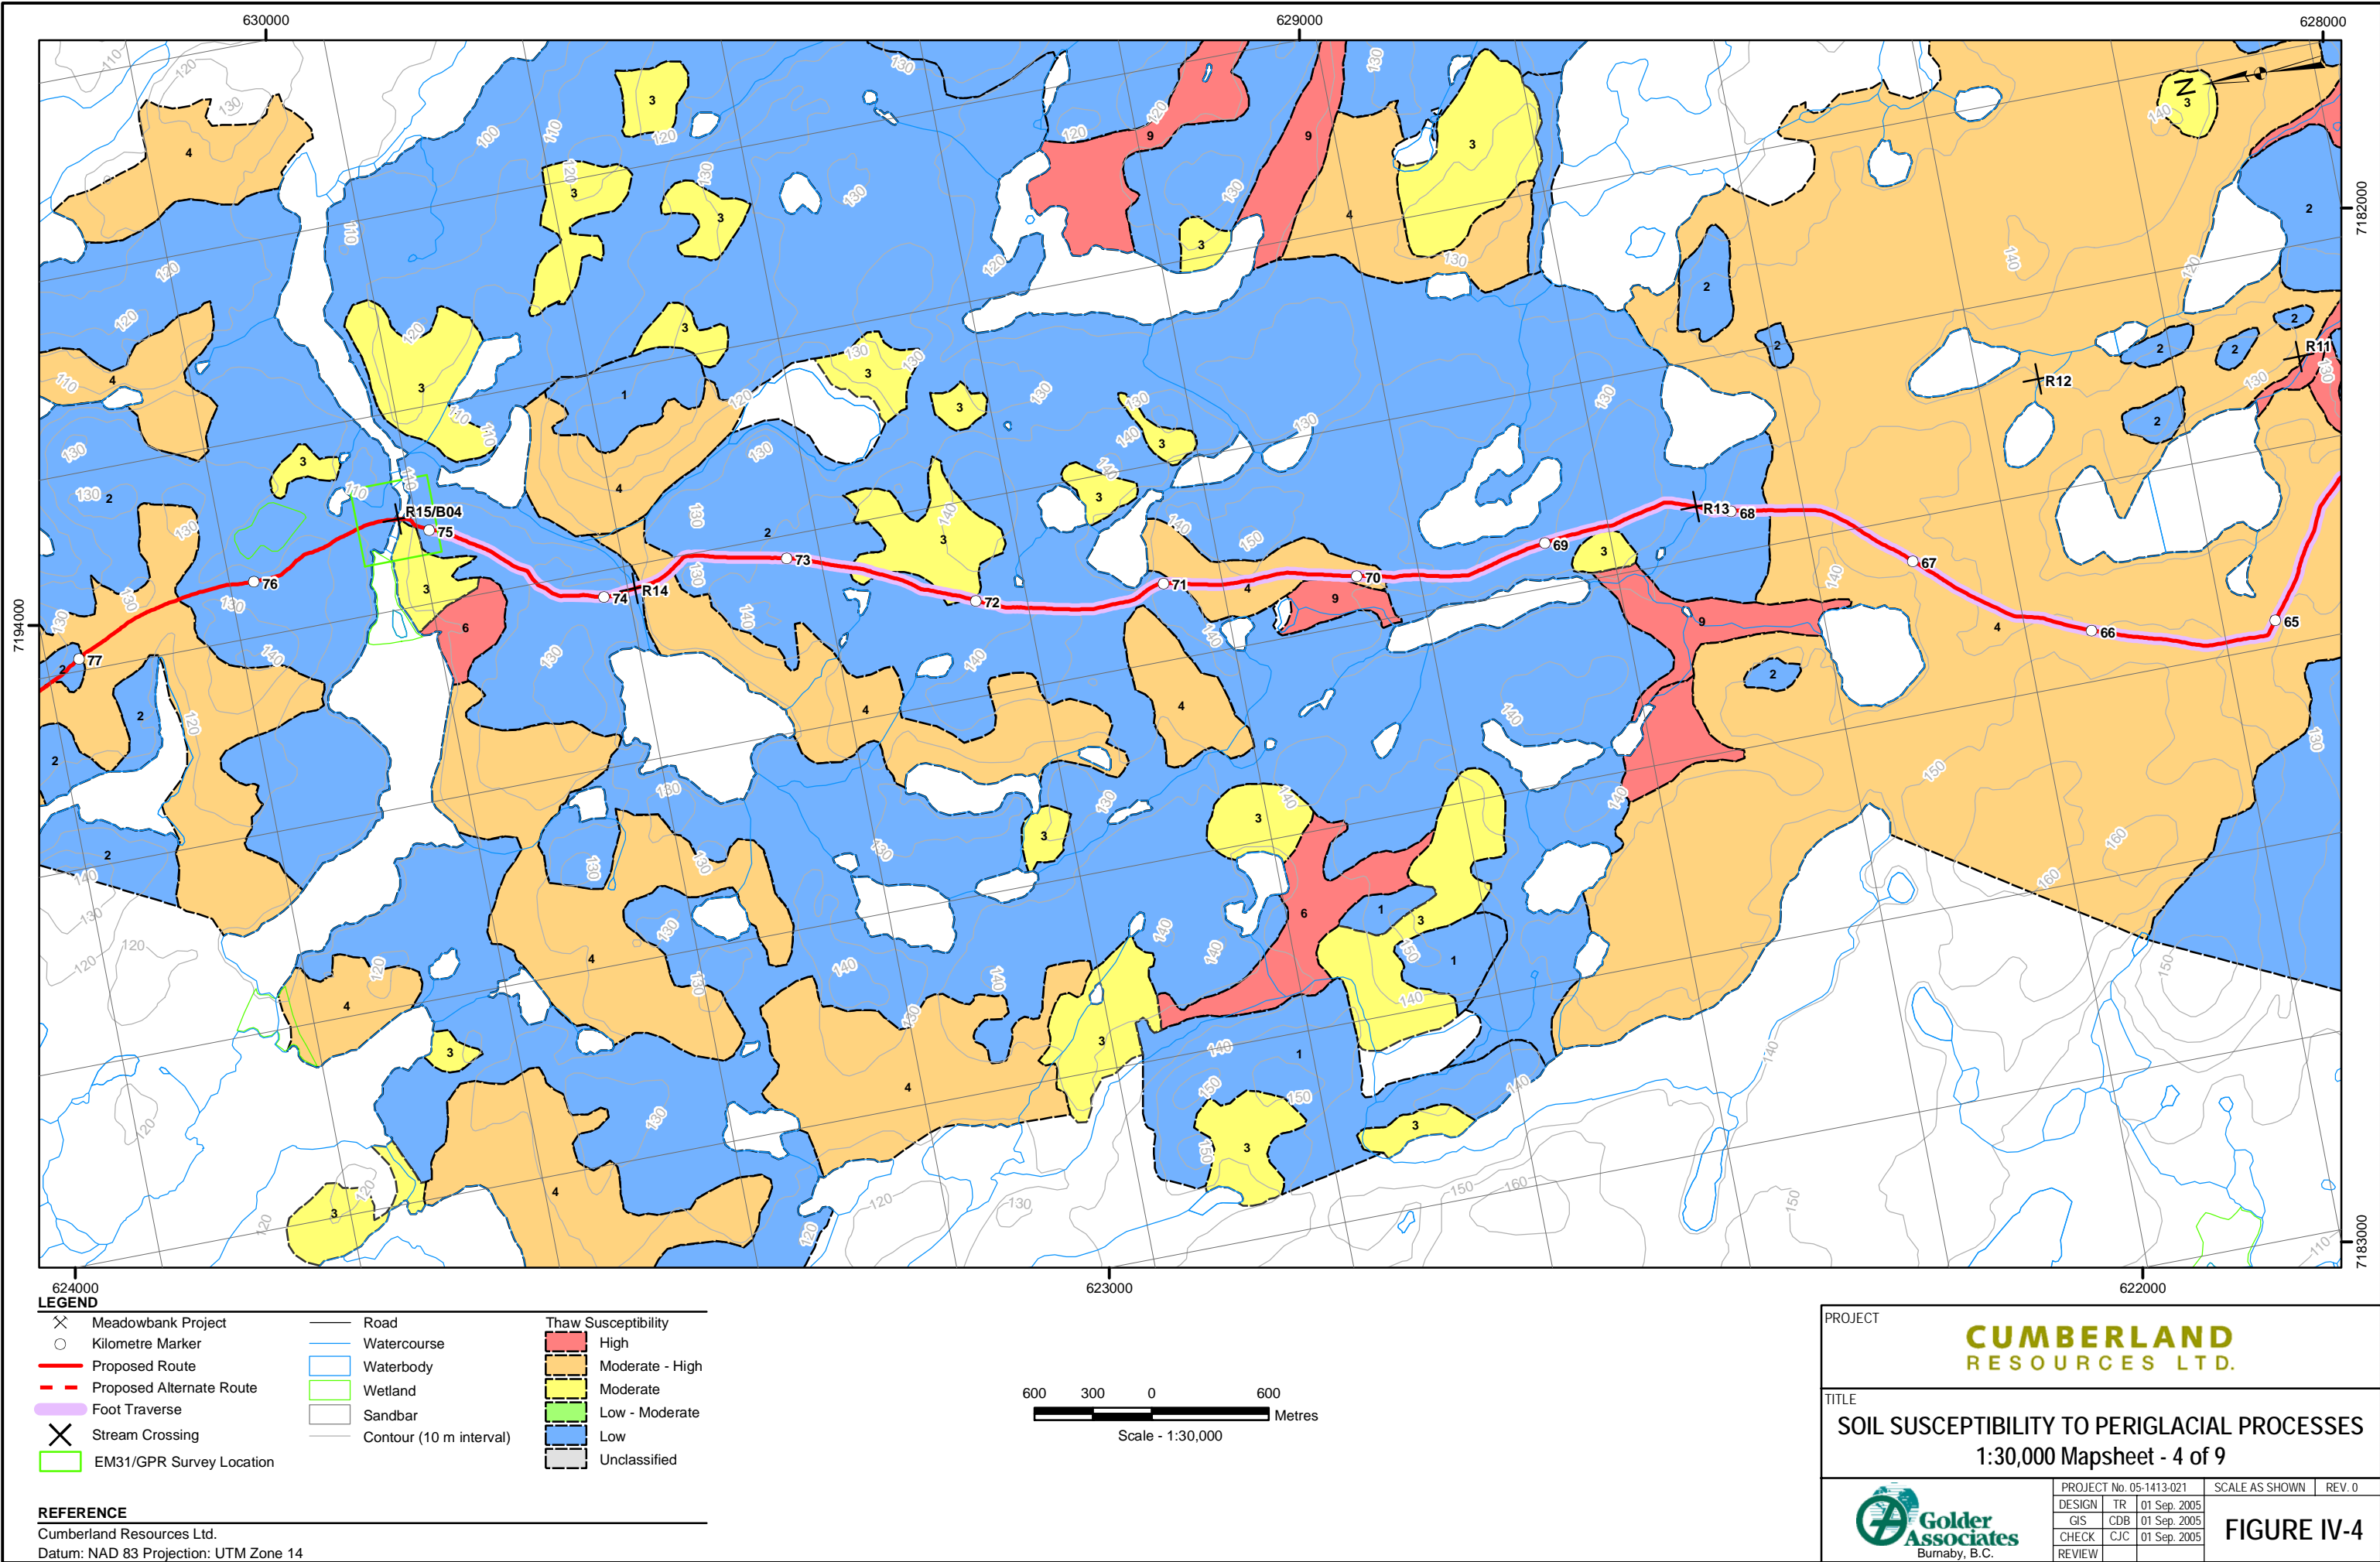 630000
629000
628000
7182000
7194000
7183000
624000
623000
622000
N
R11
R12
R13
R14
R15/B04
65
66
67
68
69
70
71
72
73
74
75
76
77
LEGEND
Meadowbank Project
Kilometre Marker
Proposed Route
Proposed Alternate Route
Foot Traverse
Stream Crossing
EM31/GPR Survey Location
Road
Watercourse
Waterbody
Wetland
Sandbar
Contour (10 m interval)
Thaw Susceptibility
High
Moderate - High
Moderate
Low - Moderate
Low
Unclassified
REFERENCE
Cumberland Resources Ltd.
Datum: NAD 83 Projection: UTM Zone 14
600 300 0 600
Metres
Scale - 1:30,000
PROJECT
CUMBERLAND
RESOURCES LTD.
TITLE
SOIL SUSCEPTIBILITY TO PERIGLACIAL PROCESSES
1:30,000 Mapsheet - 4 of 9
Golder
Associates
Burnaby, B.C.
PROJECT No. 05-1413-021 SCALE AS SHOWN REV. 0
DESIGN TR 01 Sep. 2005
GIS CDB 01 Sep. 2005
CHECK CJC 01 Sep. 2005
REVIEW
FIGURE IV-4